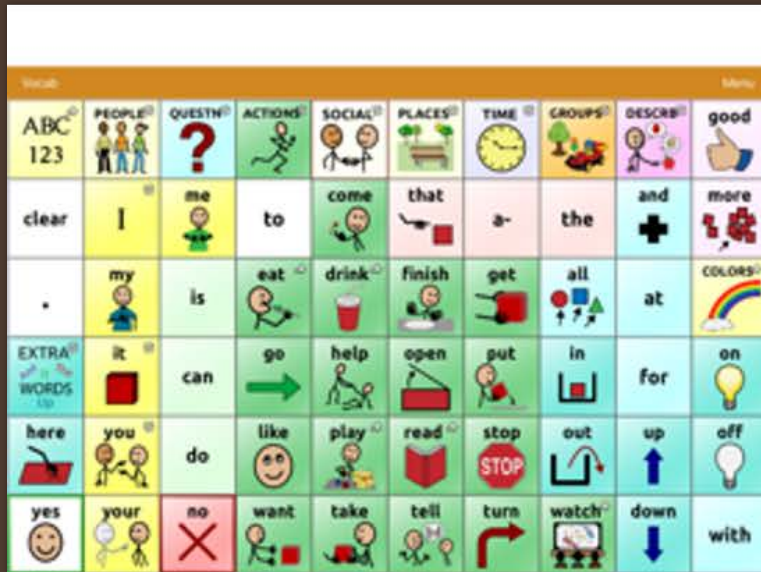 Vocab Menu
ABC 123 PEOPLE QUESTN ACTIONS SOCIAL PLACES TIME GROUPS DESCRB good
clear I me to come that a- the and more
. my is eat drink finish get all at COLORS
EXTRA WORDS Up it can go help open put in for on
here you do like play read stop STOP out up off
yes your no want take tell turn watch down with